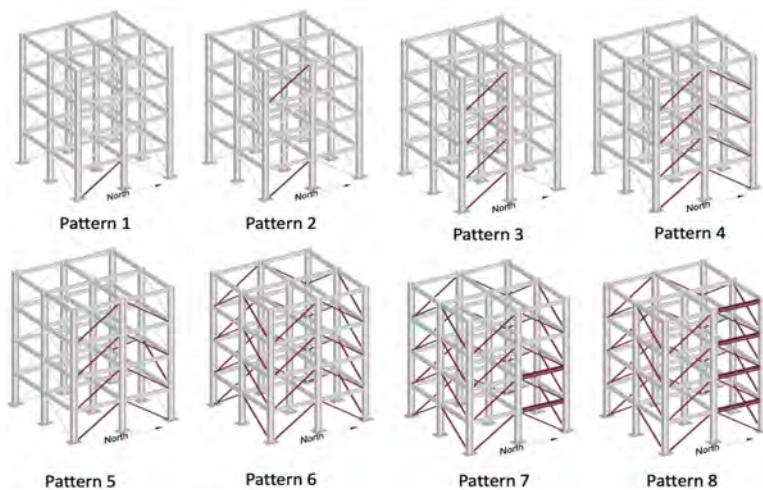 North
North
North
North
Pattern 1
Pattern 2
Pattern 3
Pattern 4
North
North
North
North
Pattern 5
Pattern 6
Pattern 7
Pattern 8